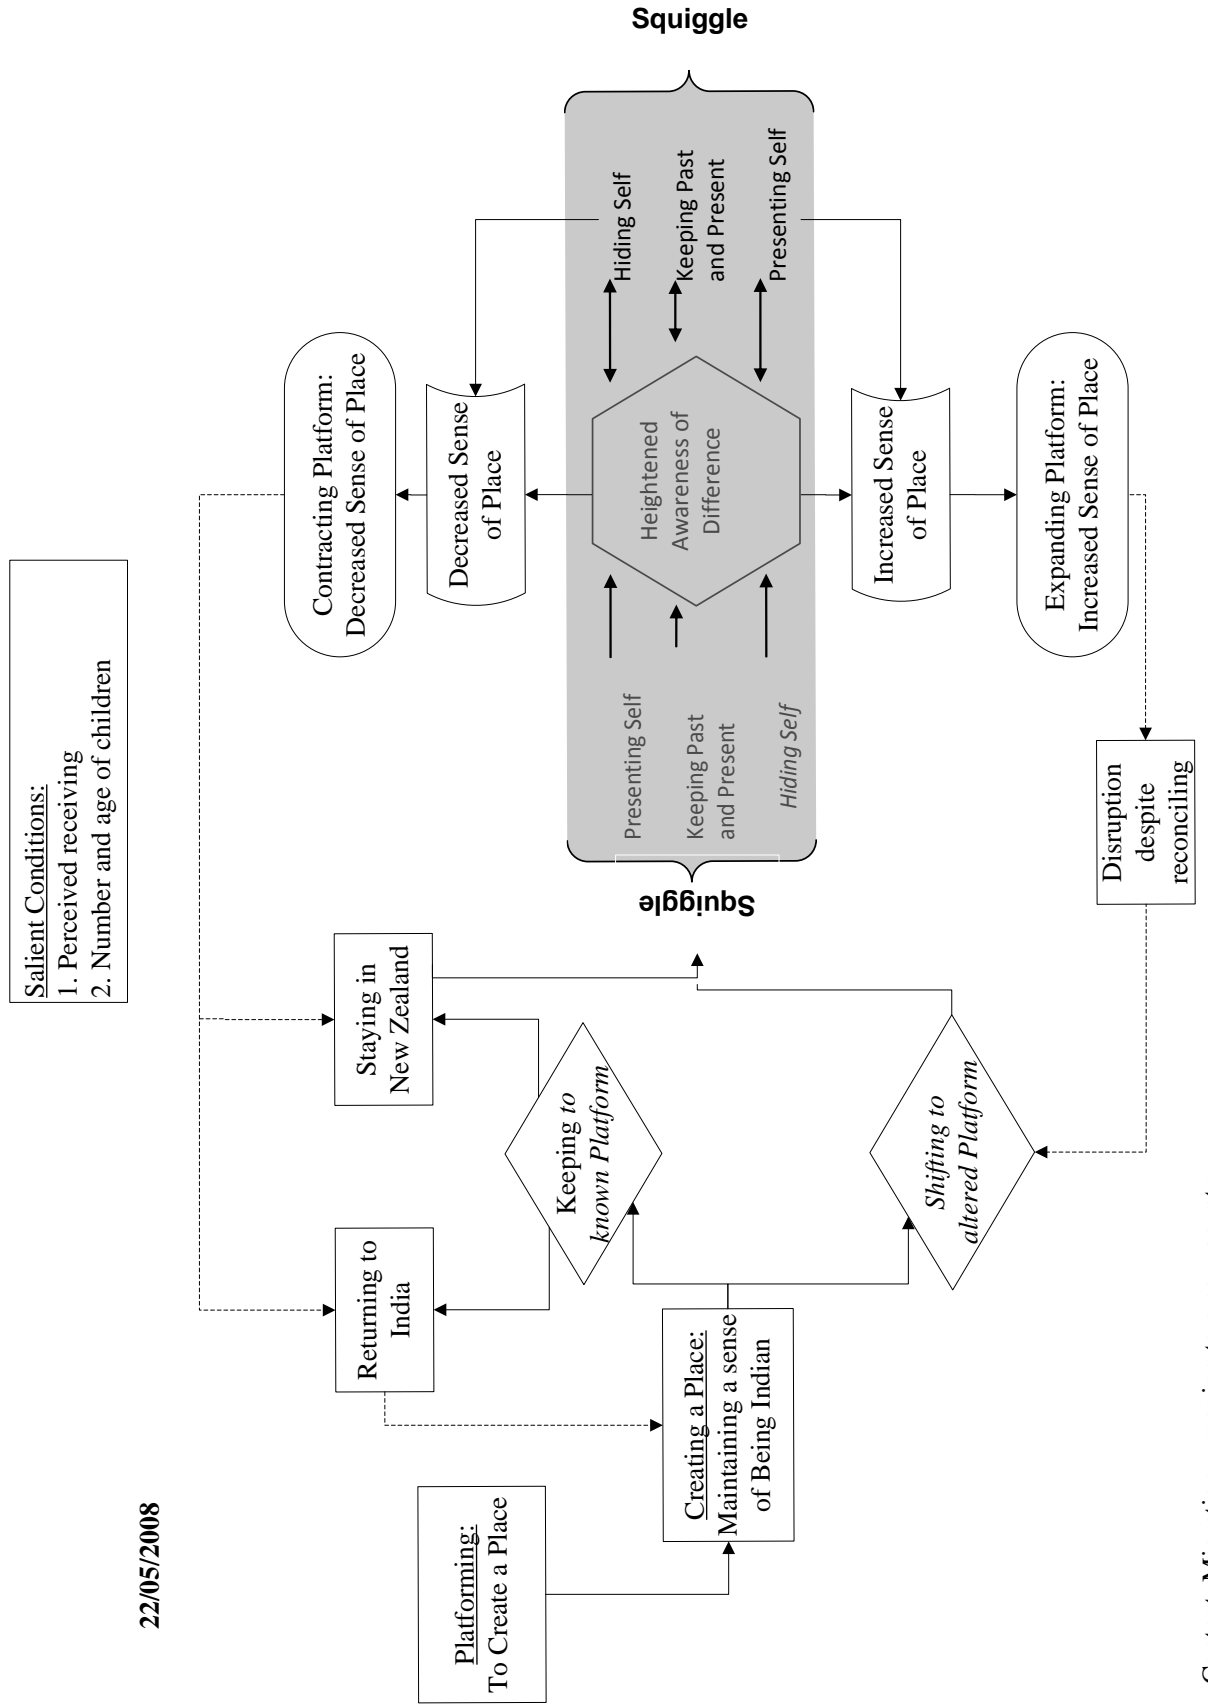 22/05/2008
Salient Conditions:
1. Perceived receiving
2. Number and age of children
Platforming:
To Create a Place
Returning to
India
Staying in
New Zealand
Contracting Platform:
Decreased Sense of Place
Decreased Sense
of Place
Creating a Place:
Maintaining a sense
of Being Indian
Keeping to
known Platform
Shifting to
altered Platform
Squiggle
Presenting Self
Keeping Past
and Present
Hiding Self
Heightened
Awareness of
Difference
Hiding Self
Keeping Past
and Present
Presenting Self
Squiggle
Increased Sense
of Place
Expanding Platform:
Increased Sense of Place
Disruption
despite
reconciling